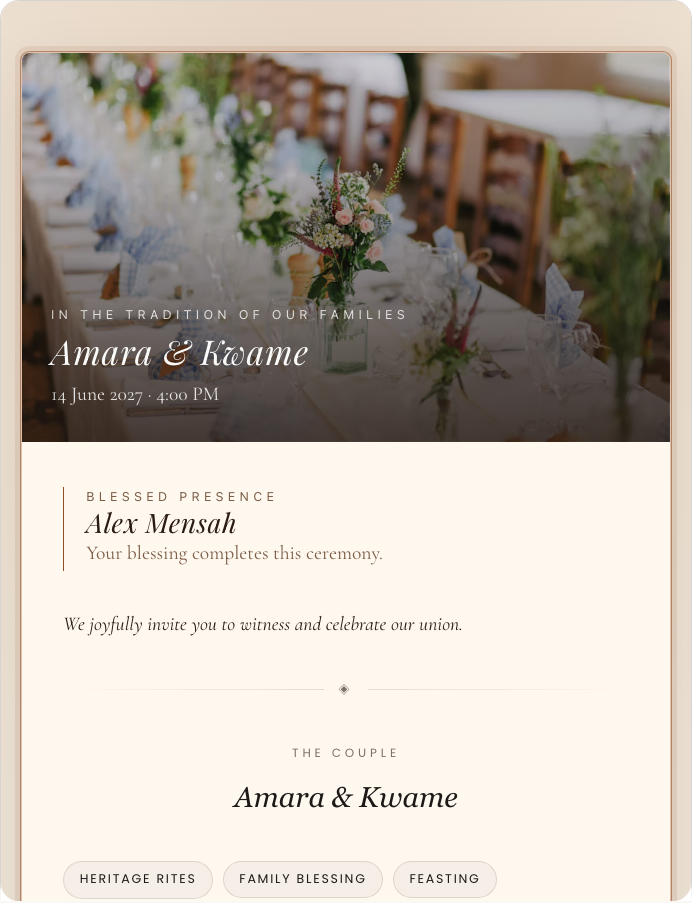 IN THE TRADITION OF OUR FAMILIES
Amara & Kwame
14 June 2027 · 4:00 PM
BLESSED PRESENCE
Alex Mensah
Your blessing completes this ceremony.
We joyfully invite you to witness and celebrate our union.
THE COUPLE
Amara & Kwame
HERITAGE RITES FAMILY BLESSING FEASTING